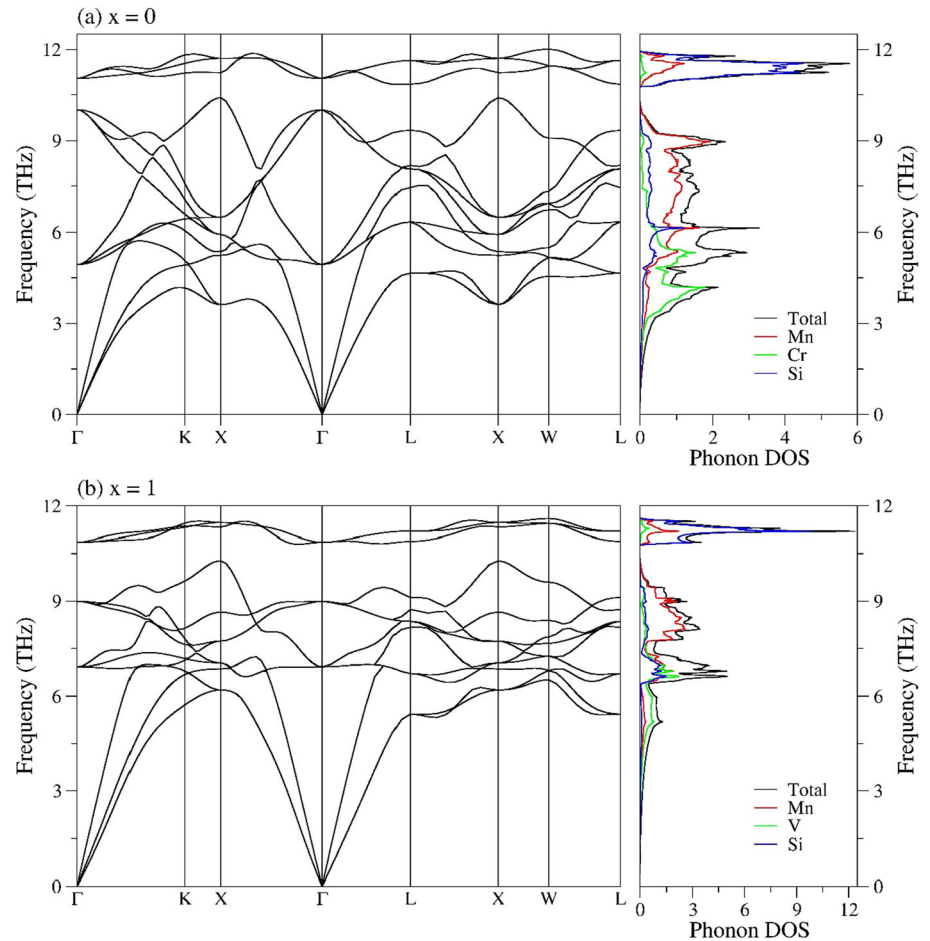 (a) x = 0
12
9
6
3
0
Frequency (THz)
Γ K X Γ L X W L
Total
Mn
Cr
Si
0 2 4 6
Phonon DOS
12
9
6
3
0
Frequency (THz)
(b) x = 1
12
9
6
3
0
Frequency (THz)
Γ K X Γ L X W L
Total
Mn
V
Si
0 3 6 9 12
Phonon DOS
12
9
6
3
0
Frequency (THz)